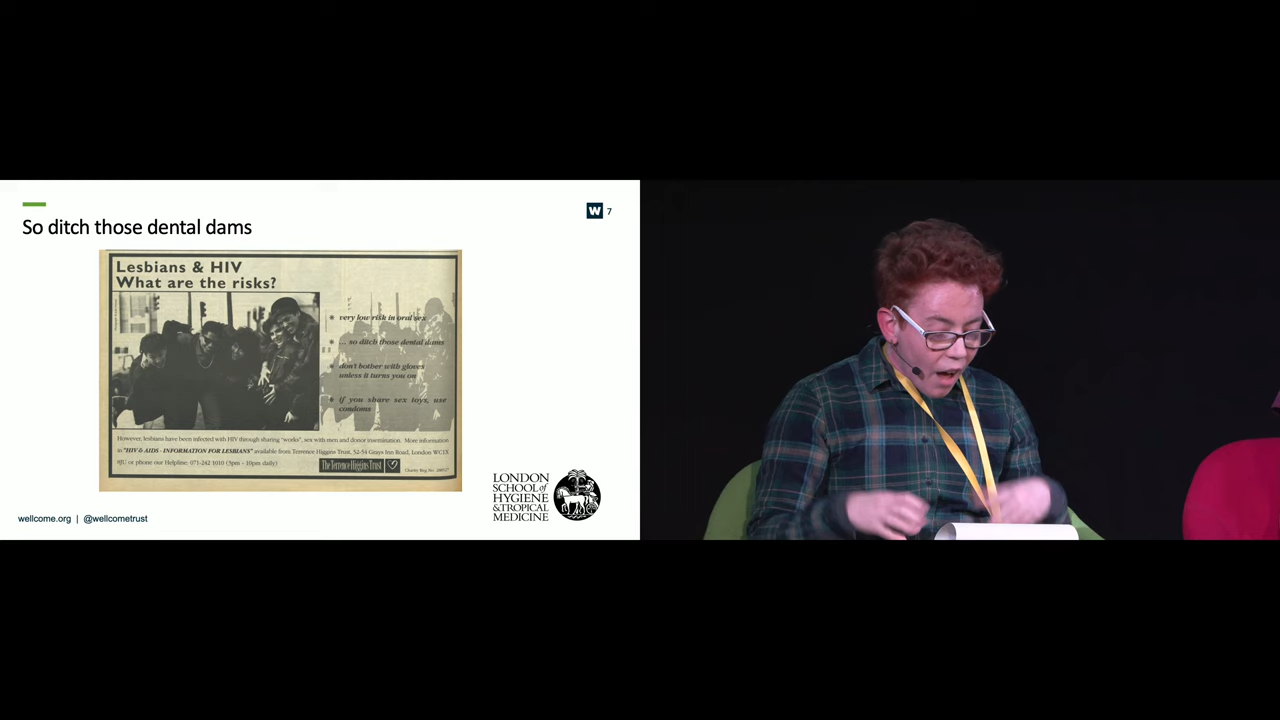 So ditch those dental dams
W 7
Lesbians & HIV
What are the risks?
very low risk in oral sex
... so ditch those dental dams
don't bother with gloves
unless it turns you on
if you share sex toys, use
condoms
However, lesbians have been infected with HIV through sharing "works", sex with men and donor insemination. More information
in "HIV & AIDS - INFORMATION FOR LESBIANS" available from Terrence Higgins Trust, 52-54 Grays Inn Road, London WC1X
8JU or phone our Helpline: 071-242 1010 (3pm - 10pm daily)
The Terrence Higgins Trust
Charity Reg No.
LONDON
SCHOOL of
HYGIENE
& TROPICAL
MEDICINE
wellcome.org | @wellcometrust